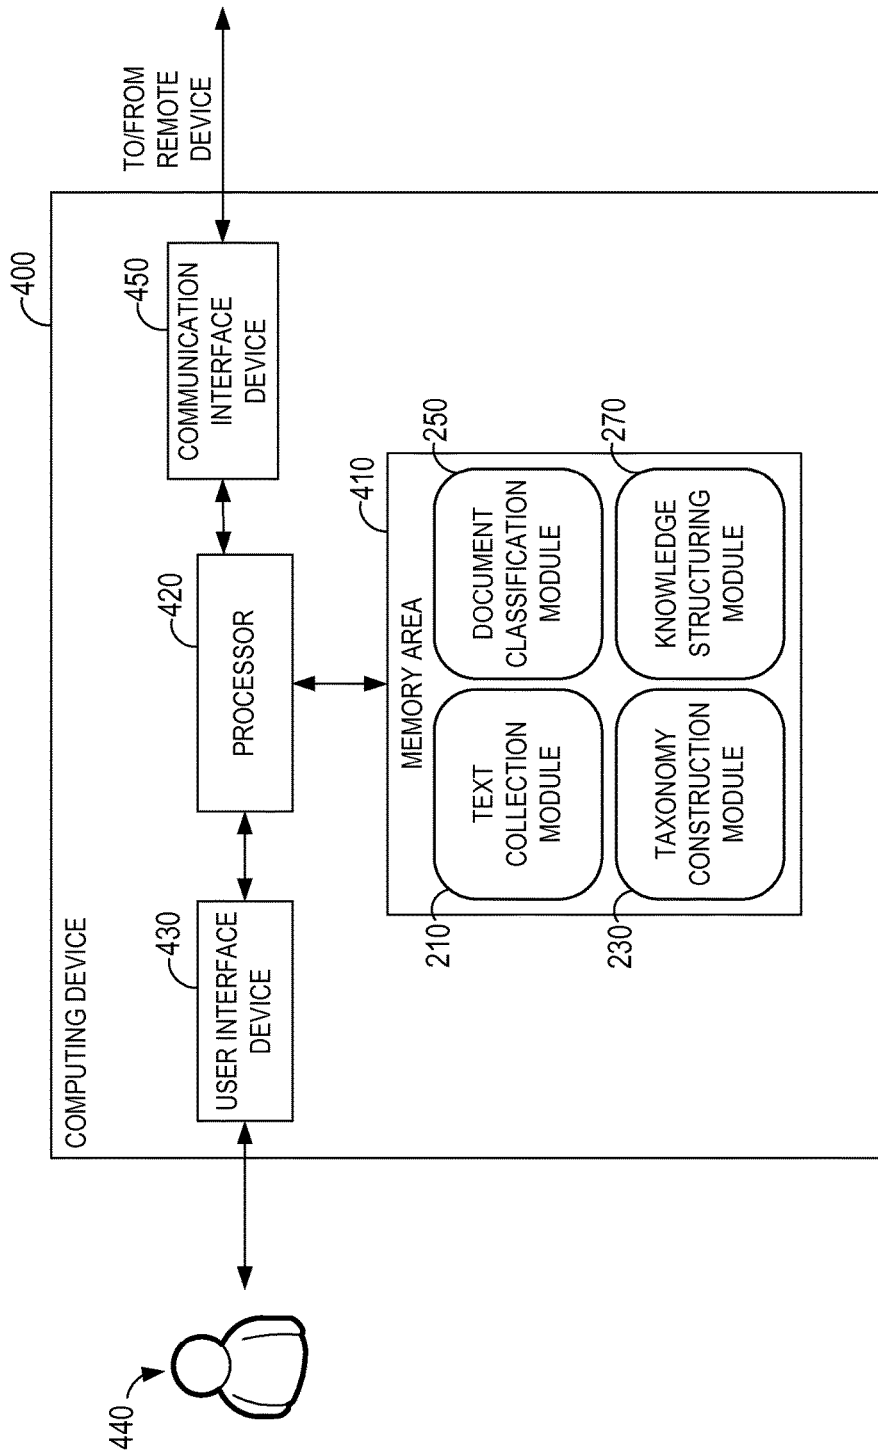 400
COMPUTING DEVICE
TO/FROM
REMOTE
DEVICE
440
430
USER INTERFACE
DEVICE
420
PROCESSOR
450
COMMUNICATION
INTERFACE
DEVICE
410
MEMORY AREA
210
TEXT
COLLECTION
MODULE
250
DOCUMENT
CLASSIFICATION
MODULE
230
TAXONOMY
CONSTRUCTION
MODULE
270
KNOWLEDGE
STRUCTURING
MODULE